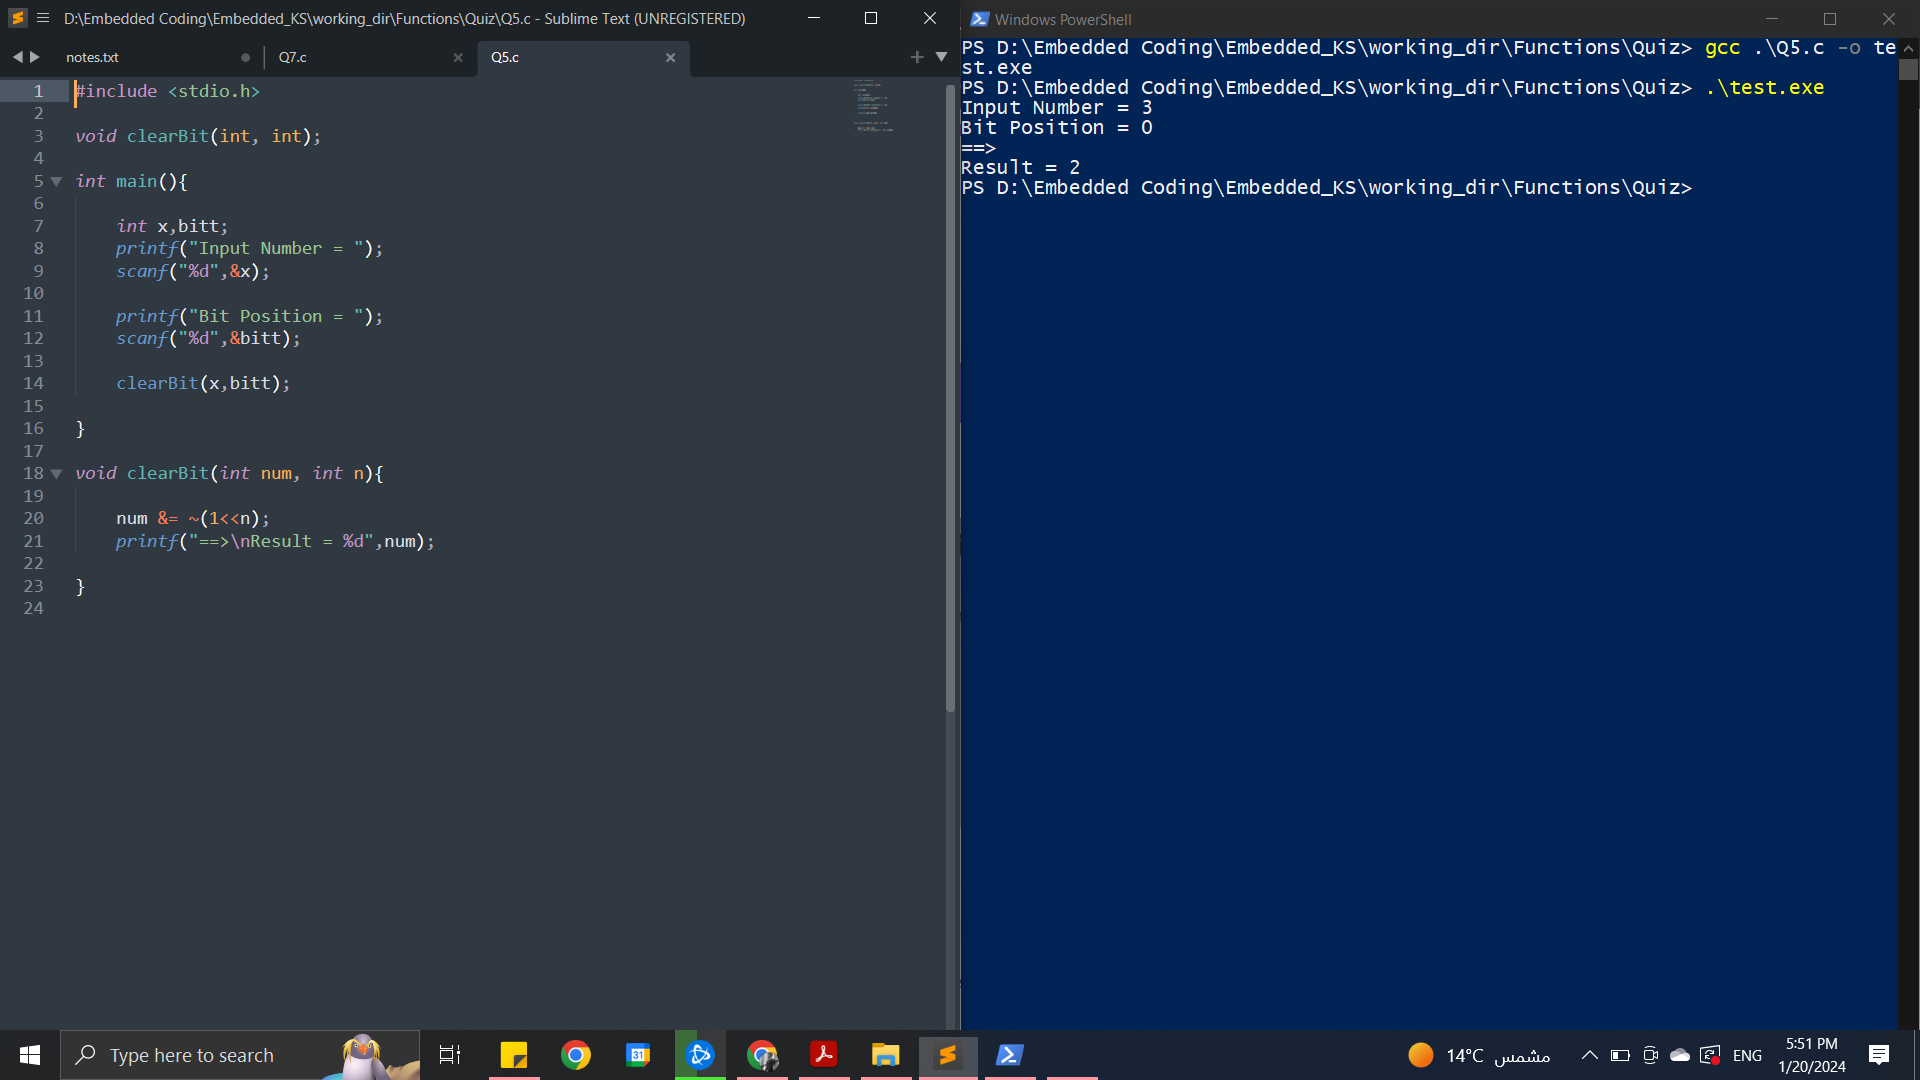 D:\Embedded Coding\Embedded_KS\working_dir\Functions\Quiz\Q5.c - Sublime Text (UNREGISTERED)
notes.txt
Q7.c
Q5.c
1 #include <stdio.h>
2
3 void clearBit(int, int);
4
5 int main(){
6
7 int x,bitt;
8 printf("Input Number = ");
9 scanf("%d",&x);
10
11 printf("Bit Position = ");
12 scanf("%d",&bitt);
13
14 clearBit(x,bitt);
15
16 }
17
18 void clearBit(int num, int n){
19
20 num &= ~(1<<n);
21 printf("==>\nResult = %d",num);
22
23 }
24
Windows PowerShell
PS D:\Embedded Coding\Embedded_KS\working_dir\Functions\Quiz> gcc .\Q5.c -o te
st.exe
PS D:\Embedded Coding\Embedded_KS\working_dir\Functions\Quiz> .\test.exe
Input Number = 3
Bit Position = 0
==>
Result = 2
PS D:\Embedded Coding\Embedded_KS\working_dir\Functions\Quiz>
Type here to search
31
14°C مشمس
ENG
5:51 PM
1/20/2024